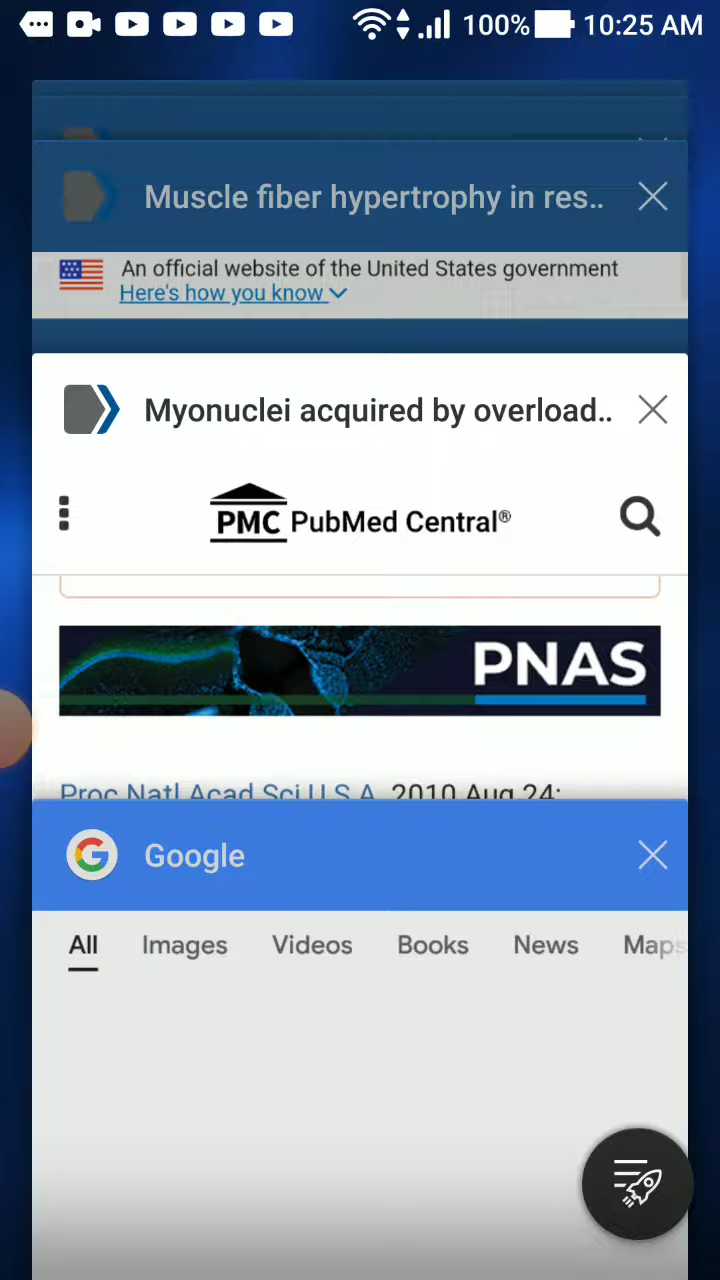 100% 10:25 AM
Muscle fiber hypertrophy in res..
An official website of the United States government
Here's how you know
Myonuclei acquired by overload..
PMC PubMed Central®
PNAS
Proc Natl Acad Sci U S A. 2010 Aug 24;
Google
All Images Videos Books News Maps